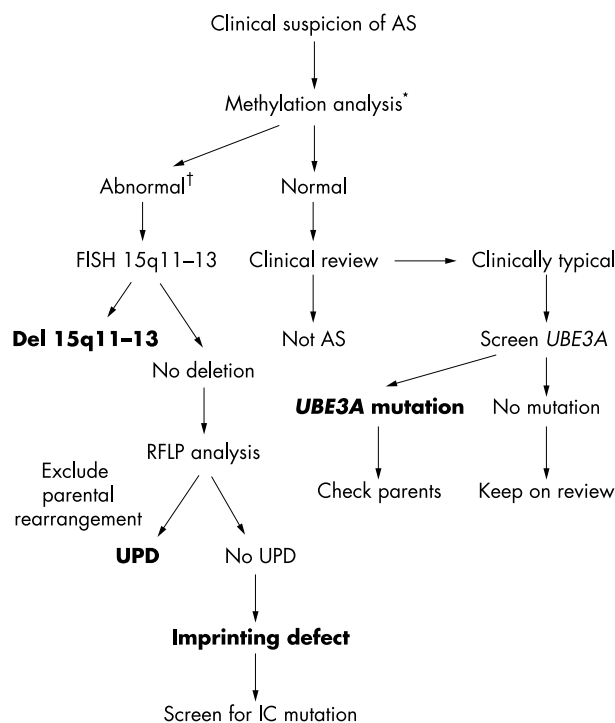 Clinical suspicion of AS
Methylation analysis*
Abnormal†
Normal
FISH 15q11–13
Clinical review
Clinically typical
Del 15q11–13
No deletion
Not AS
Screen UBE3A
UBE3A mutation
No mutation
RFLP analysis
Exclude
parental
rearrangement
Check parents
Keep on review
UPD
No UPD
Imprinting defect
Screen for IC mutation